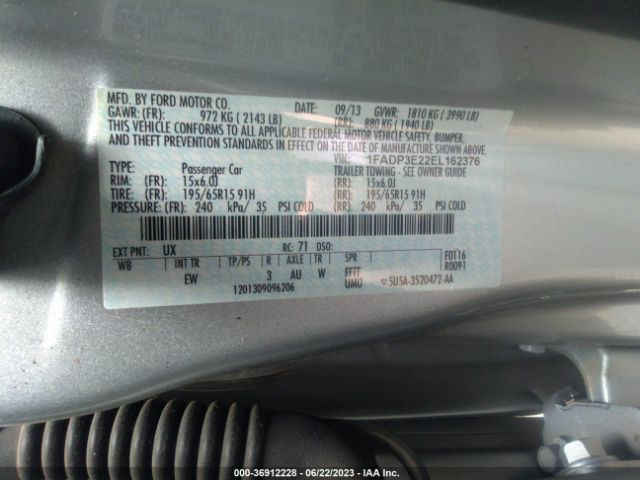 MFD. BY FORD MOTOR CO. DATE: 09/13 GVWR: 1810 KG ( 3990 LB)
GAWR: (FR): 972 KG ( 2143 LB) (RR): 880 KG ( 1940 LB)
THIS VEHICLE CONFORMS TO ALL APPLICABLE FEDERAL MOTOR VEHICLE SAFETY, BUMPER,
AND THEFT PREVENTION STANDARDS IN EFFECT ON THE DATE OF MANUFACTURE SHOWN ABOVE.
VIN: 1FADP3E22EL162376
TYPE: Passenger Car TRAILER TOWING - SEE OWNER GUIDE
RIM: (FR): 15x6.0J (RR): 15x6.0J
TIRE: (FR): 195/65R15 91H (RR): 195/65R15 91H
PRESSURE: (FR): 240 kPa/ 35 PSI COLD (RR): 240 kPa/ 35 PSI COLD
EXT PNT: UX RC: 71 DSO: F0116
WB INT TR TP/PS R AXLE TR SPR R0091
EW 3 AU W FFFF
UMU ▽ 5U5A-3520472-AA
1201309096206
000-36912228 - 06/22/2023 - IAA Inc.